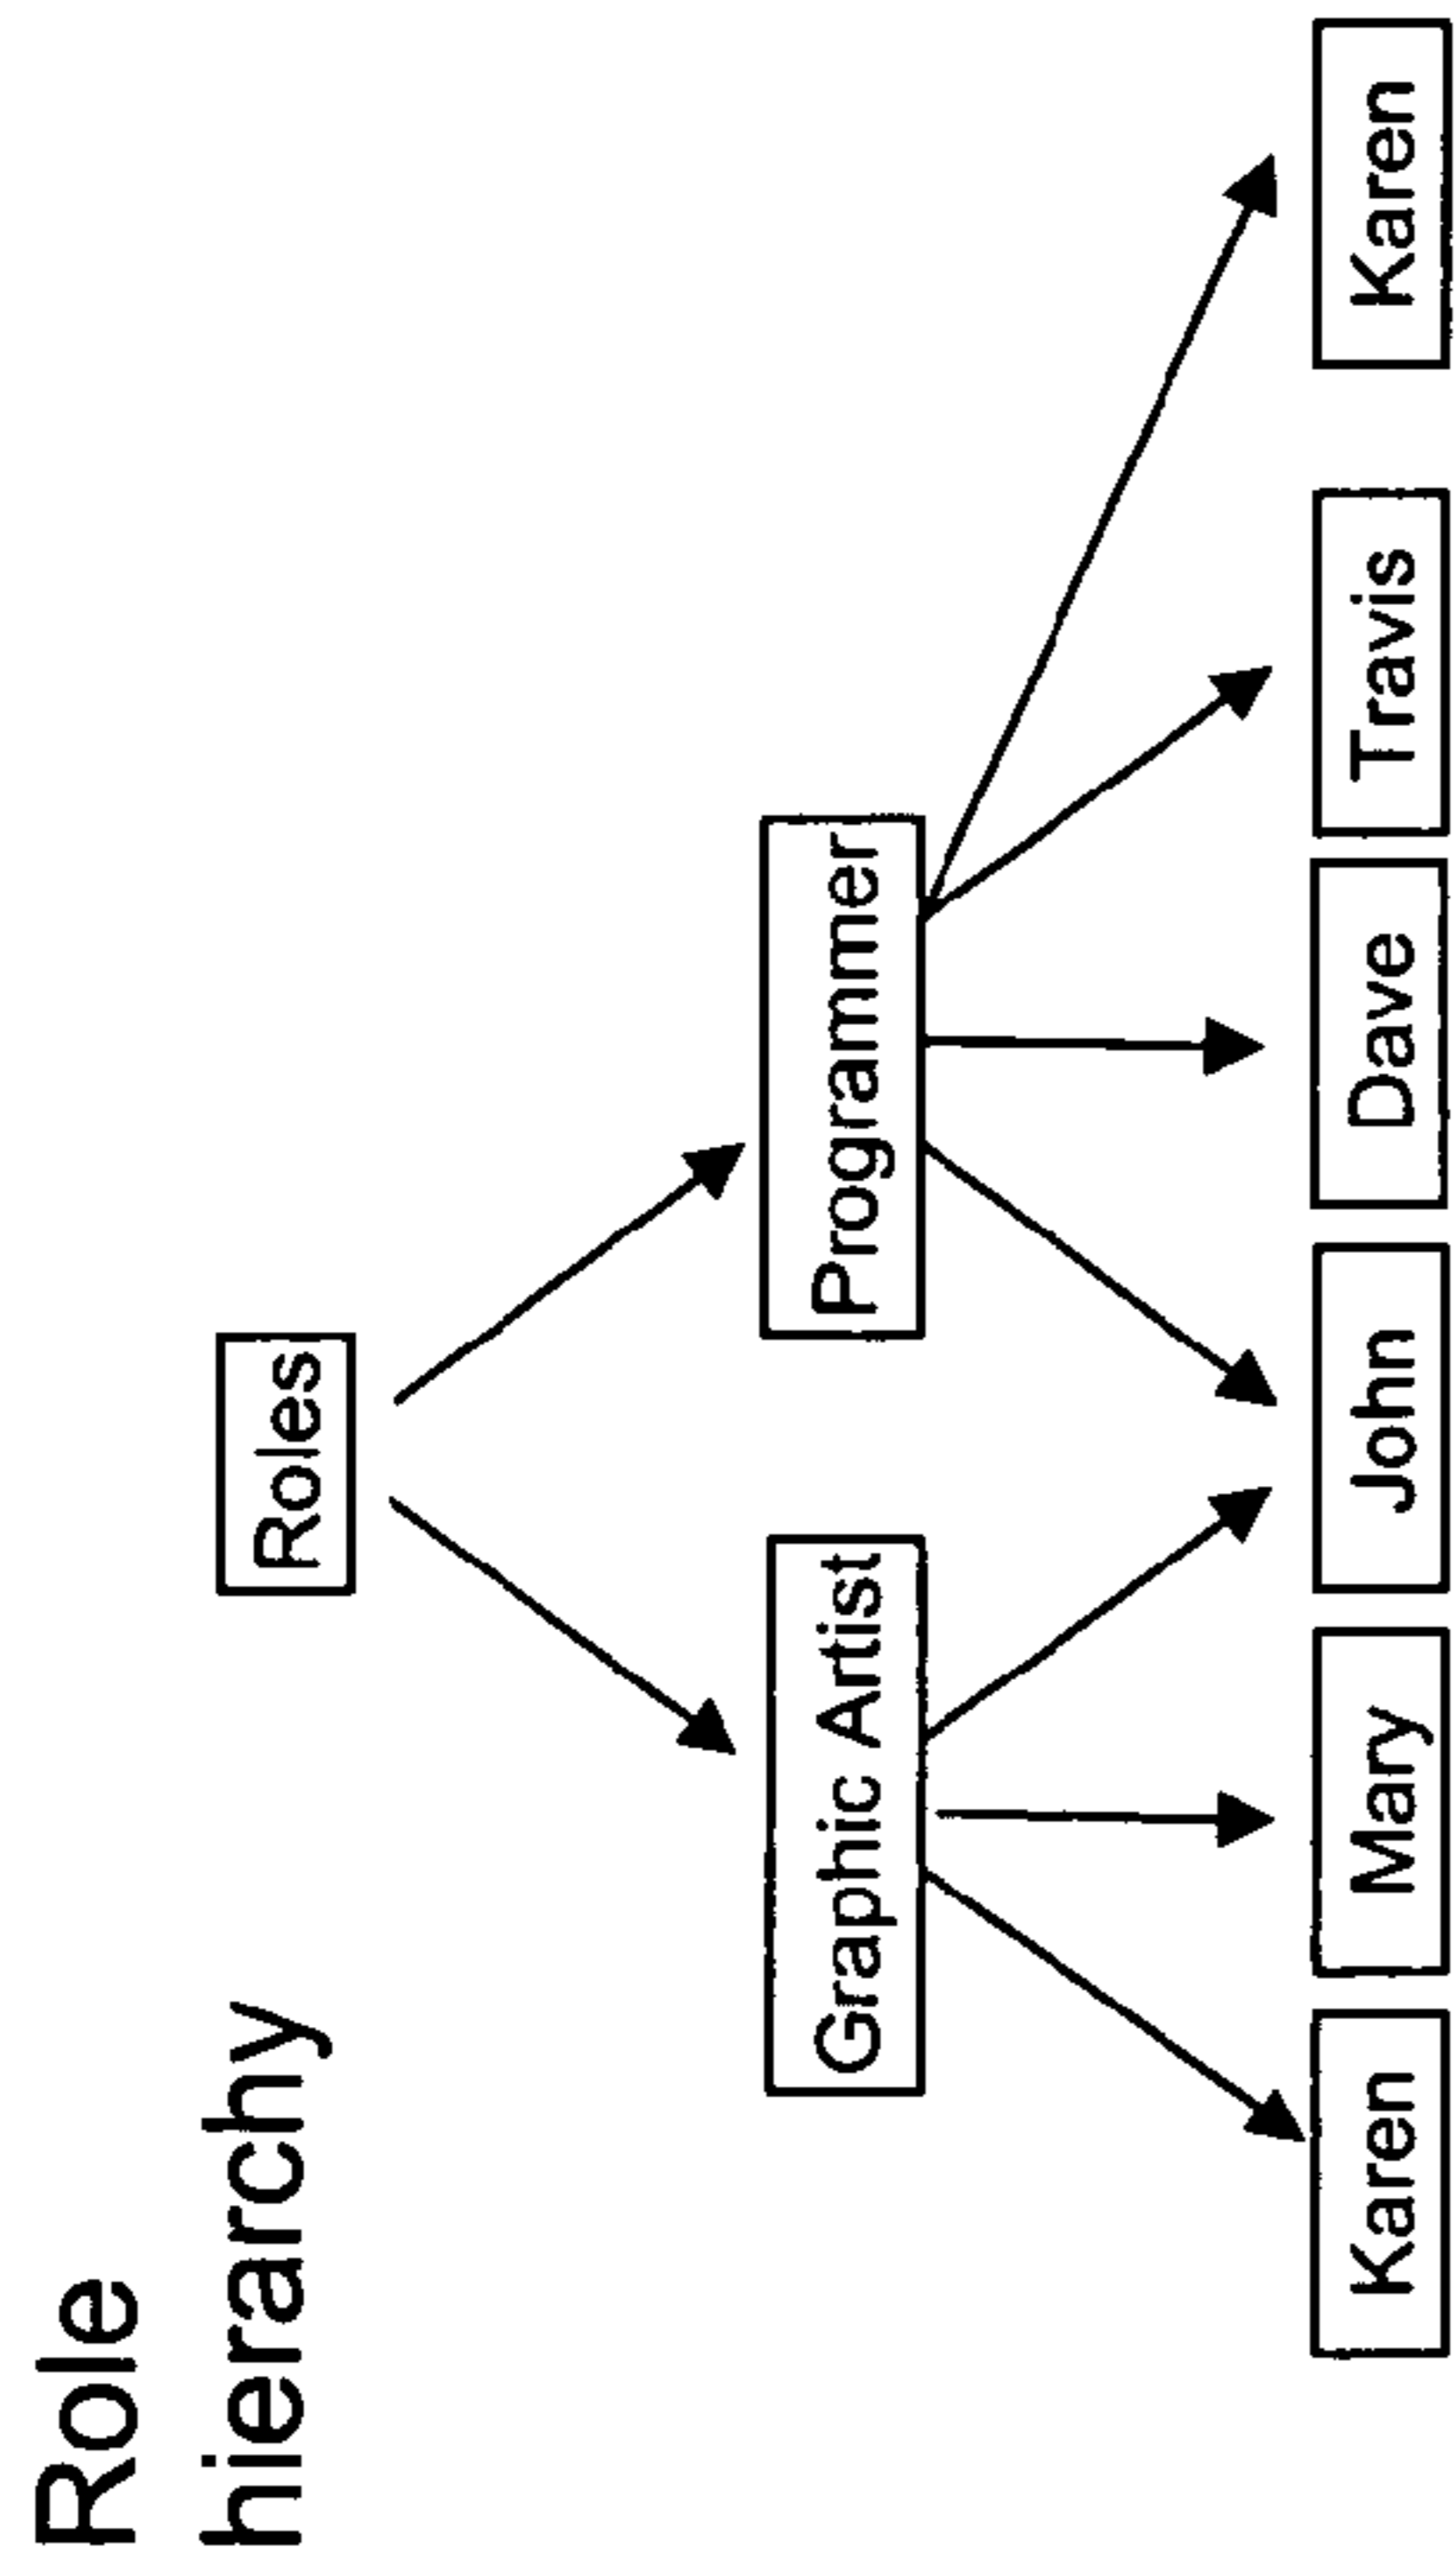 Role
hierarchy
Roles
Graphic Artist
Programmer
Karen
Mary
John
Dave
Travis
Karen